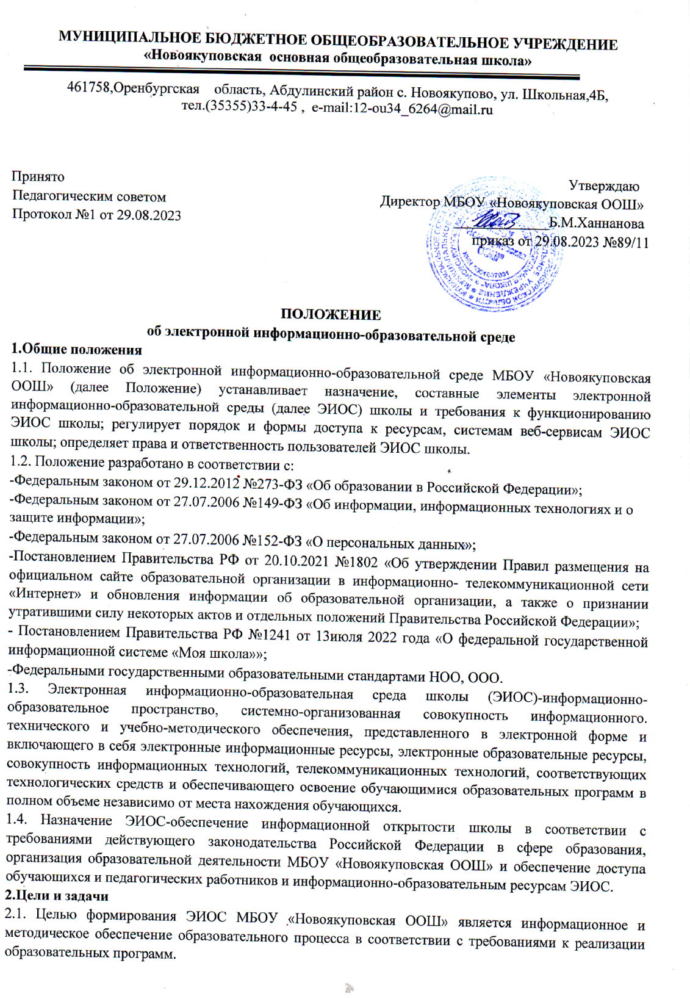 МУНИЦИПАЛЬНОЕ БЮДЖЕТНОЕ ОБЩЕОБРАЗОВАТЕЛЬНОЕ УЧРЕЖДЕНИЕ
«Новоякуповская основная общеобразовательная школа»
461758,Оренбургская область, Абдулинский район с. Новоякупово, ул. Школьная,4Б,
тел.(35355)33-4-45 , e-mail:12-ou34_6264@mail.ru
Принято
Педагогическим советом
Протокол №1 от 29.08.2023
Утверждаю
Директор МБОУ «Новоякуповская ООШ»
Б.М.Ханнанова
приказ от 29.08.2023 №89/11
ПОЛОЖЕНИЕ
об электронной информационно-образовательной среде
1.Общие положения
1.1. Положение об электронной информационно-образовательной среде МБОУ «Новоякуповская
ООШ» (далее Положение) устанавливает назначение, составные элементы электронной
информационно-образовательной среды (далее ЭИОС) школы и требования к функционированию
ЭИОС школы; регулирует порядок и формы доступа к ресурсам, системам веб-сервисам ЭИОС
школы; определяет права и ответственность пользователей ЭИОС школы.
1.2. Положение разработано в соответствии с:
-Федеральным законом от 29.12.2012 №273-ФЗ «Об образовании в Российской Федерации»;
-Федеральным законом от 27.07.2006 №149-ФЗ «Об информации, информационных технологиях и о
защите информации»;
-Федеральным законом от 27.07.2006 №152-ФЗ «О персональных данных»;
-Постановлением Правительства РФ от 20.10.2021 №1802 «Об утверждении Правил размещения на
официальном сайте образовательной организации в информационно- телекоммуникационной сети
«Интернет» и обновления информации об образовательной организации, а также о признании
утратившими силу некоторых актов и отдельных положений Правительства Российской Федерации»;
- Постановлением Правительства РФ №1241 от 13июля 2022 года «О федеральной государственной
информационной системе «Моя школа»»;
-Федеральными государственными образовательными стандартами НОО, ООО.
1.3. Электронная информационно-образовательная среда школы (ЭИОС)-информационно-
образовательное пространство, системно-организованная совокупность информационного.
технического и учебно-методического обеспечения, представленного в электронной форме и
включающего в себя электронные информационные ресурсы, электронные образовательные ресурсы,
совокупность информационных технологий, телекоммуникационных технологий, соответствующих
технологических средств и обеспечивающего освоение обучающимися образовательных программ в
полном объеме независимо от места нахождения обучающихся.
1.4. Назначение ЭИОС-обеспечение информационной открытости школы в соответствии с
требованиями действующего законодательства Российской Федерации в сфере образования,
организация образовательной деятельности МБОУ «Новоякуповская ООШ» и обеспечение доступа
обучающихся и педагогических работников и информационно-образовательным ресурсам ЭИОС.
2.Цели и задачи
2.1. Целью формирования ЭИОС МБОУ «Новоякуповская ООШ» является информационное и
методическое обеспечение образовательного процесса в соответствии с требованиями к реализации
образовательных программ.